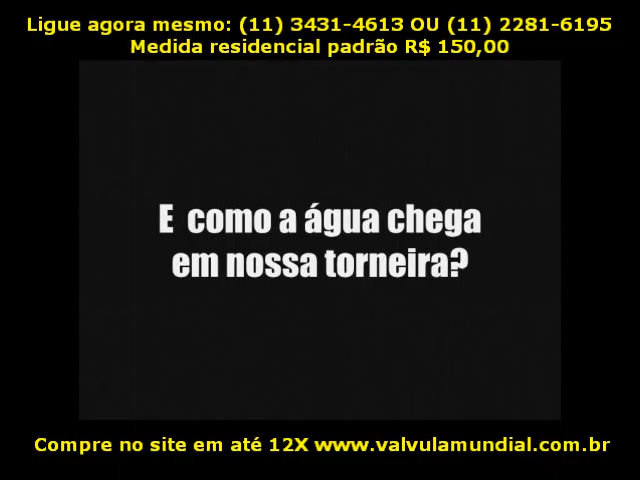 Ligue agora mesmo: (11) 3431-4613 OU (11) 2281-6195
Medida residencial padrão R$ 150,00
E como a água chega
em nossa torneira?
Compre no site em até 12X www.valvulamundial.com.br